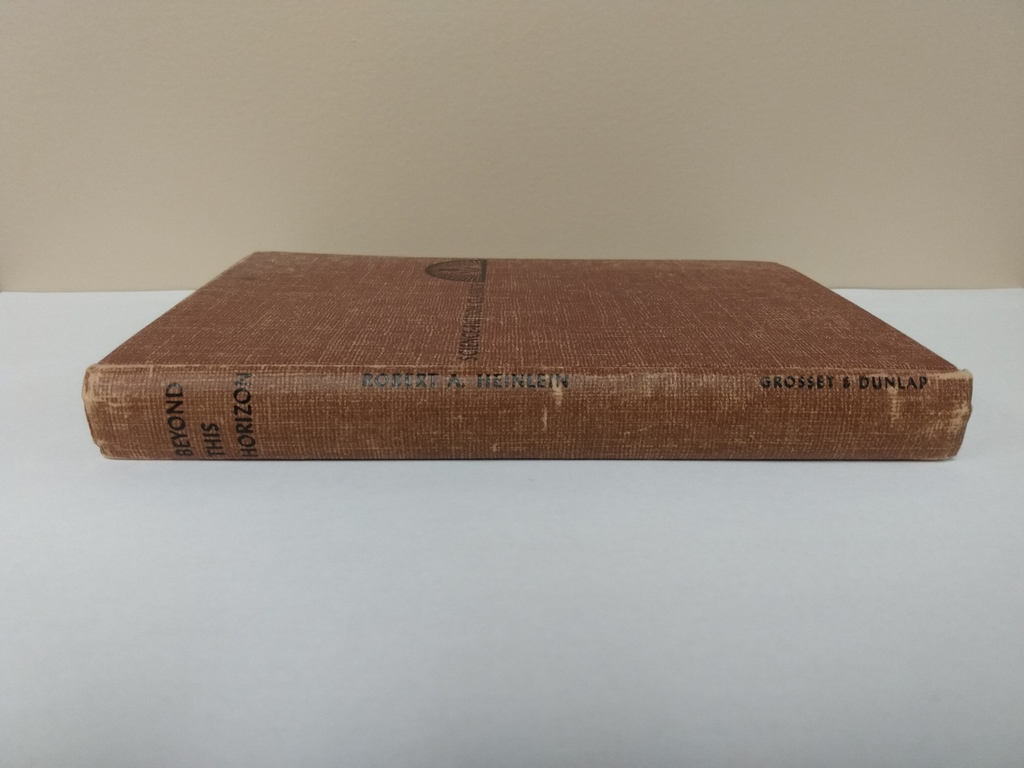 BEYOND
THIS
HORIZON
ROBERT A. HEINLEIN
GROSSET & DUNLAP